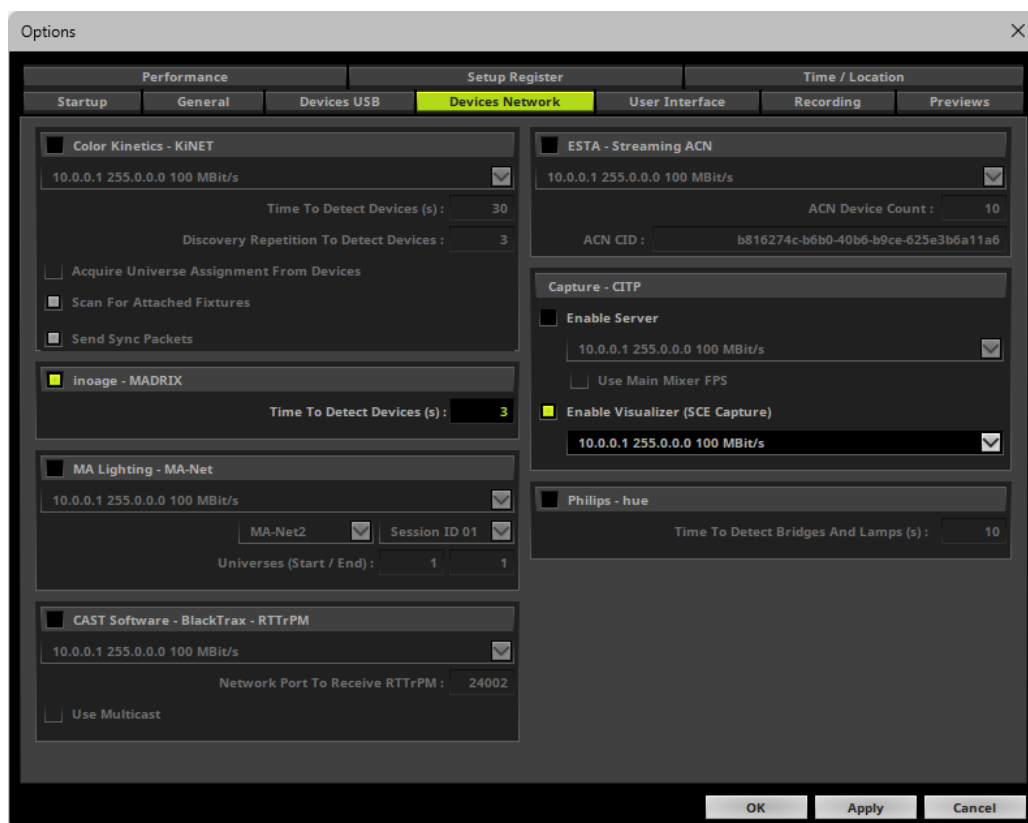 Options
Performance
Setup Register
Time / Location
Startup
General
Devices USB
Devices Network
User Interface
Recording
Previews
Color Kinetics - KiNET
10.0.0.1 255.0.0.0 100 MBit/s
Time To Detect Devices (s) : 30
Discovery Repetition To Detect Devices : 3
Acquire Universe Assignment From Devices
Scan For Attached Fixtures
Send Sync Packets
inoage - MADRIX
Time To Detect Devices (s) : 3
MA Lighting - MA-Net
10.0.0.1 255.0.0.0 100 MBit/s
MA-Net2 Session ID 01
Universes (Start / End) : 1 1
CAST Software - BlackTrax - RTTrPM
10.0.0.1 255.0.0.0 100 MBit/s
Network Port To Receive RTTrPM : 24002
Use Multicast
ESTA - Streaming ACN
10.0.0.1 255.0.0.0 100 MBit/s
ACN Device Count : 10
ACN CID : b816274c-b6b0-40b6-b9ce-625e3b6a11a6
Capture - CITP
Enable Server
10.0.0.1 255.0.0.0 100 MBit/s
Use Main Mixer FPS
Enable Visualizer (SCE Capture)
10.0.0.1 255.0.0.0 100 MBit/s
Philips - hue
Time To Detect Bridges And Lamps (s) : 10
OK
Apply
Cancel